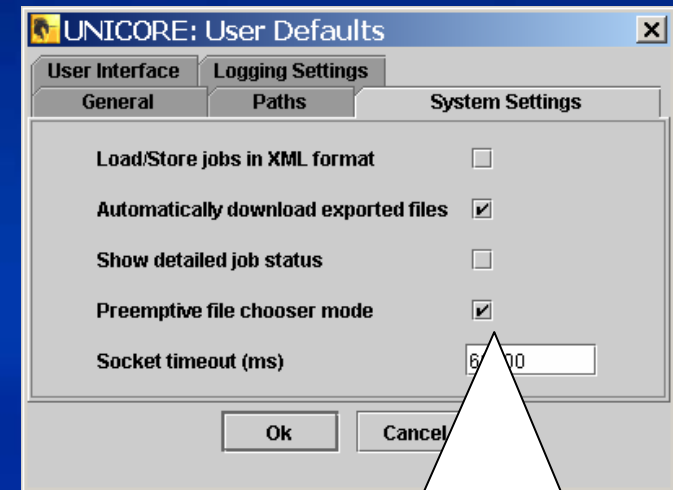 UNICORE: User Defaults
User Interface Logging Settings
General Paths System Settings
Load/Store jobs in XML format
Automatically download exported files
Show detailed job status
Preemptive file chooser mode
Socket timeout (ms)
Ok Cancel